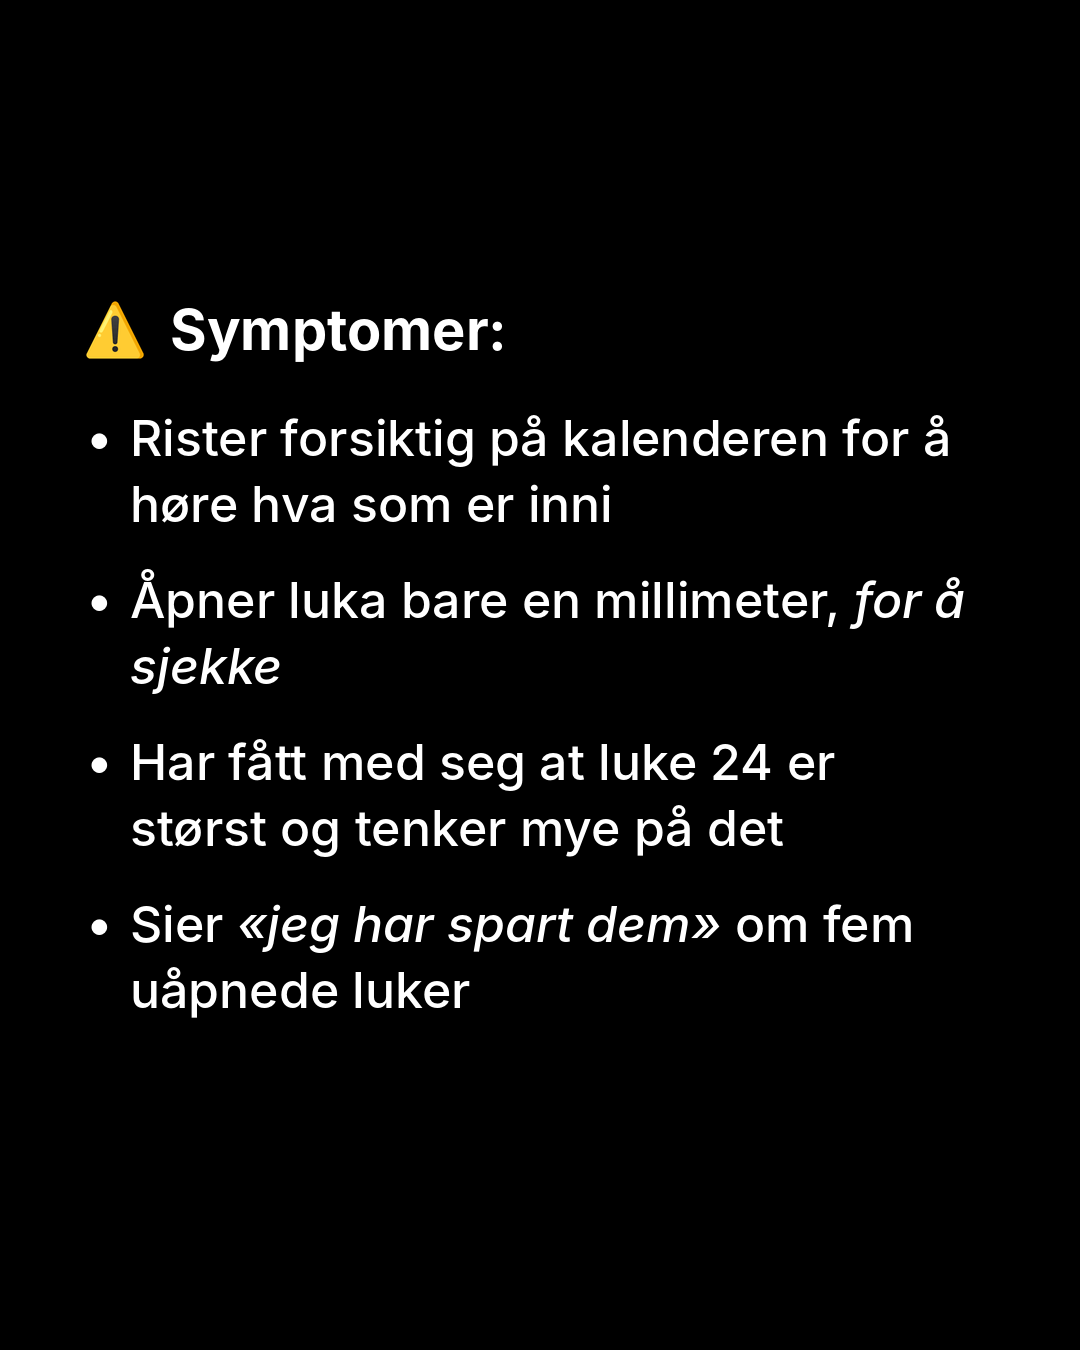 ⚠️ Symptomer:
• Rister forsiktig på kalenderen for å
høre hva som er inni
• Åpner luka bare en millimeter, for å
sjekke
• Har fått med seg at luke 24 er
størst og tenker mye på det
• Sier «jeg har spart dem» om fem
uåpnede luker